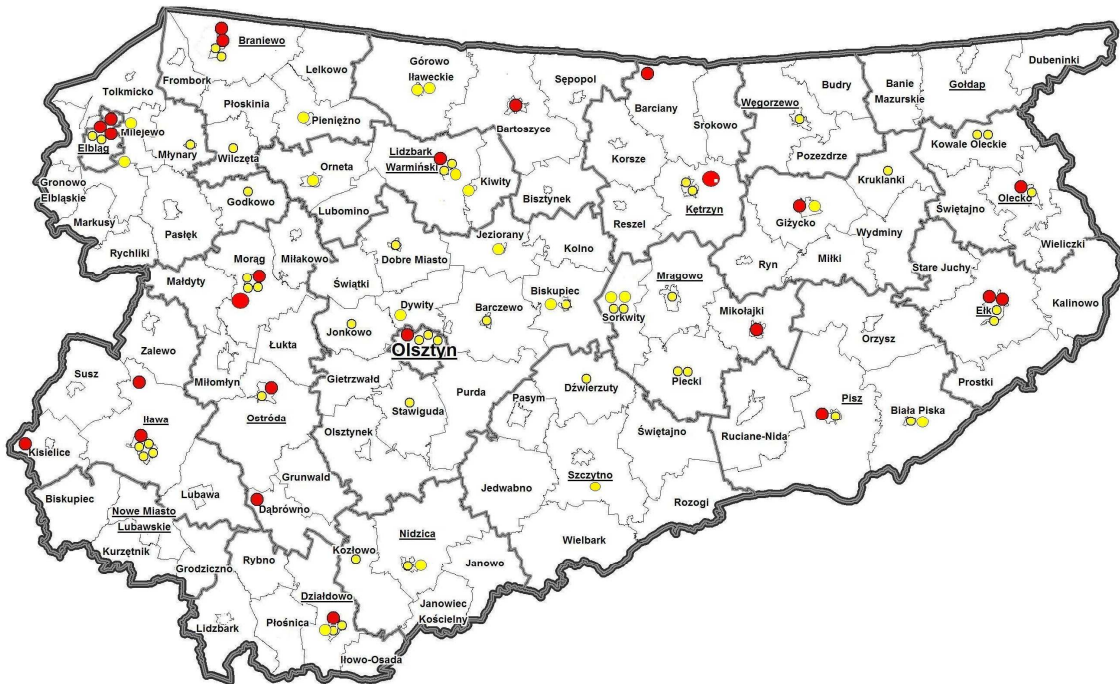 Braniewo
Frombork
Lelkowo
Górowo
Iławeckie
Sępopol
Dubeninki
Budry
Banie
Mazurskie
Gołdap
Tolkmicko
Płoskinia
Pieniężno
Barciany
Srokowo
Węgorzewo
Milejewo
Bartoszyce
Elbląg
Młynary
Wilczęta
Orneta
Lidzbark
Warmiński
Korsze
Pozezdrze
Kowale Oleckie
Kruklanki
Gronowo
Elbląskie
Godkowo
Kiwity
Bisztynek
Kętrzyn
Olecko
Markusy
Pasłęk
Lubomino
Reszel
Giżycko
Świętajno
Wydminy
Rychliki
Morąg
Miłakowo
Jeziorany
Kolno
Dobre Miasto
Ryn
Miłki
Wieliczki
Stare Juchy
Małdyty
Świątki
Mrągowo
Biskupiec
Kalinowo
Dywity
Barczewo
Sorkwity
Mikołajki
Ełk
Jonkowo
Olsztyn
Łukta
Orzysz
Zalewo
Susz
Miłomłyn
Gietrzwałd
Purda
Pasym
Dźwierzuty
Piecki
Prostki
Pisz
Biała Piska
Iława
Ostróda
Stawiguda
Olsztynek
Kisielice
Świętajno
Ruciane-Nida
Grunwald
Szczytno
Jedwabno
Biskupiec
Lubawa
Dąbrówno
Rozogi
Nowe Miasto
Lubawskie
Kurzętnik
Nidzica
Wielbark
Grodziczno
Rybno
Kozłowo
Janowo
Działdowo
Janowiec
Kościelny
Lidzbark
Płośnica
Iłowo-Osada